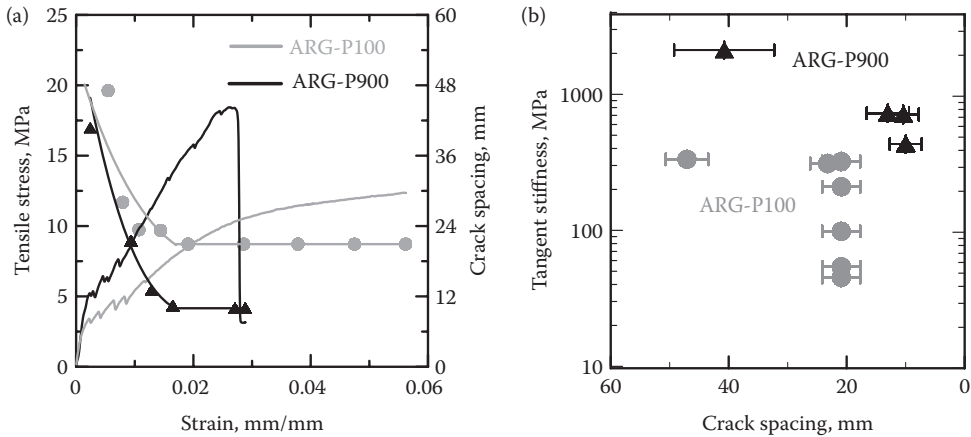 (a)
25
20
15
10
5
0
Tensile stress, MPa
0
0.02
0.04
0.06
Strain, mm/mm
60
48
36
24
12
0
Crack spacing, mm
ARG-P100
ARG-P900
(b)
1000
100
10
Tangent stiffness, MPa
60
40
20
0
Crack spacing, mm
ARG-P900
ARG-P100